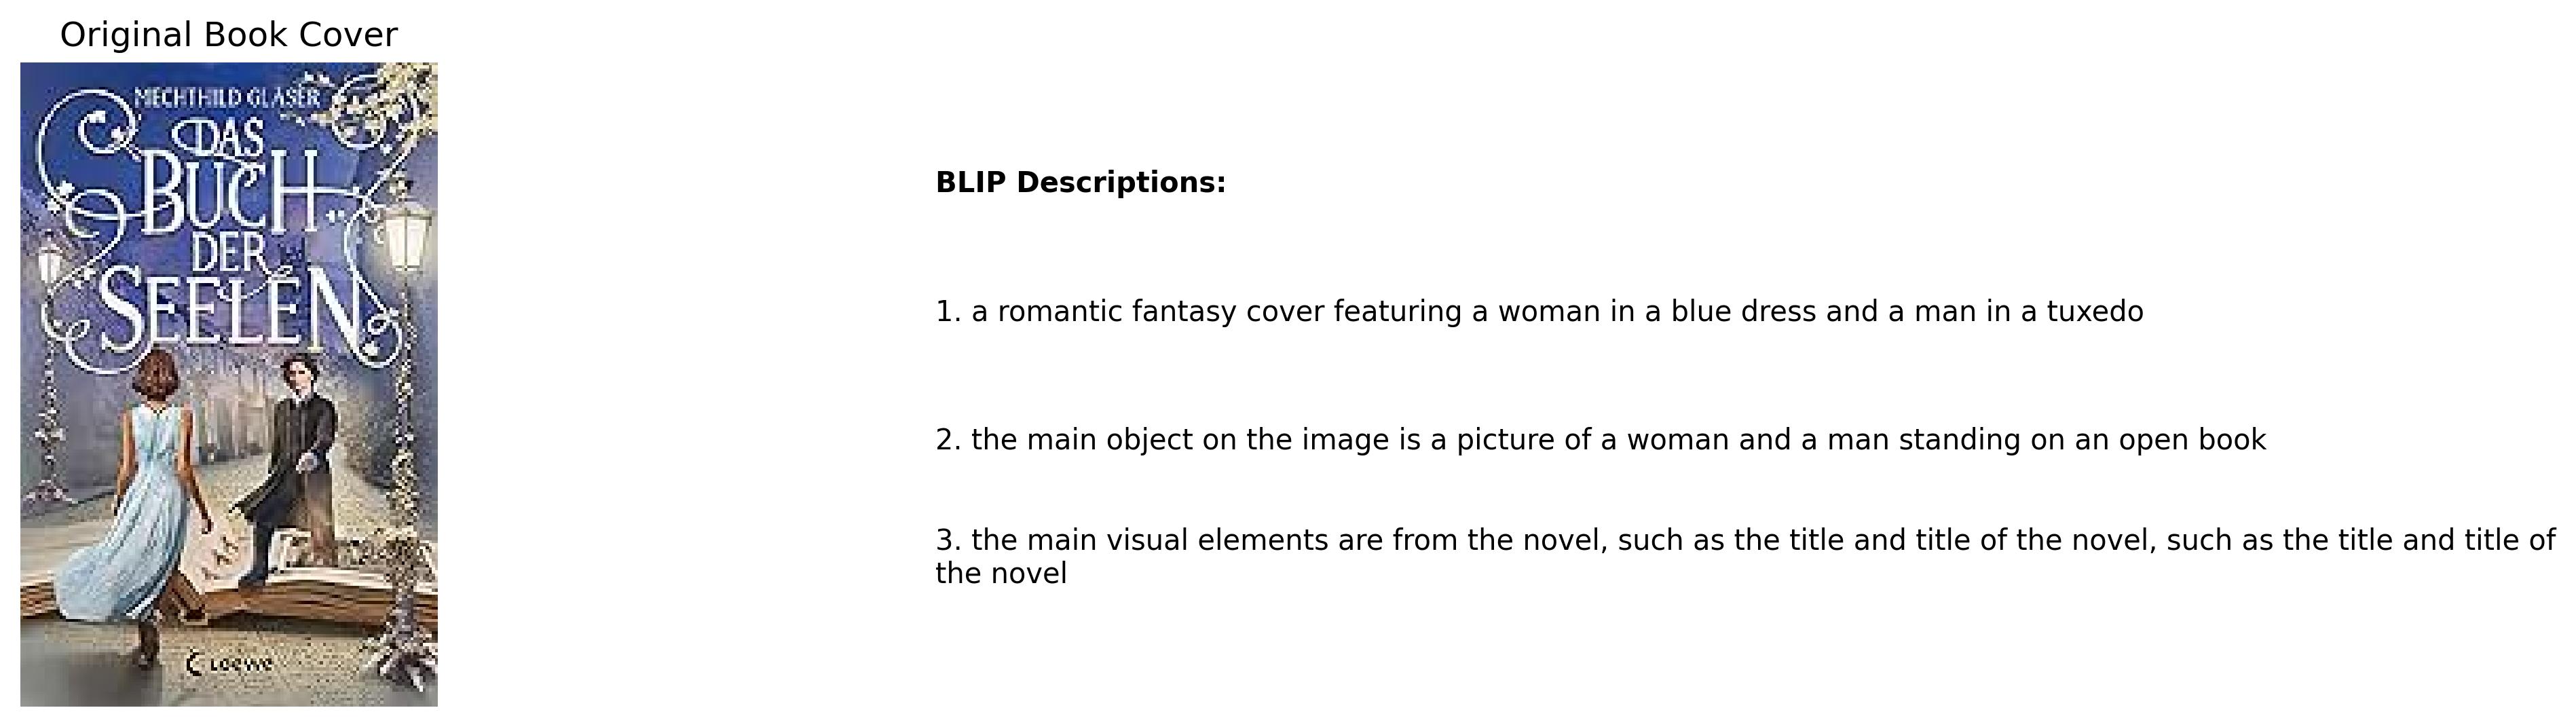 Original Book Cover
MECHTHILD GLÄSER
DAS
BUCH
DER
SEELEN
Loewe
BLIP Descriptions:
1. a romantic fantasy cover featuring a woman in a blue dress and a man in a tuxedo
2. the main object on the image is a picture of a woman and a man standing on an open book
3. the main visual elements are from the novel, such as the title and title of the novel, such as the title and title of
the novel